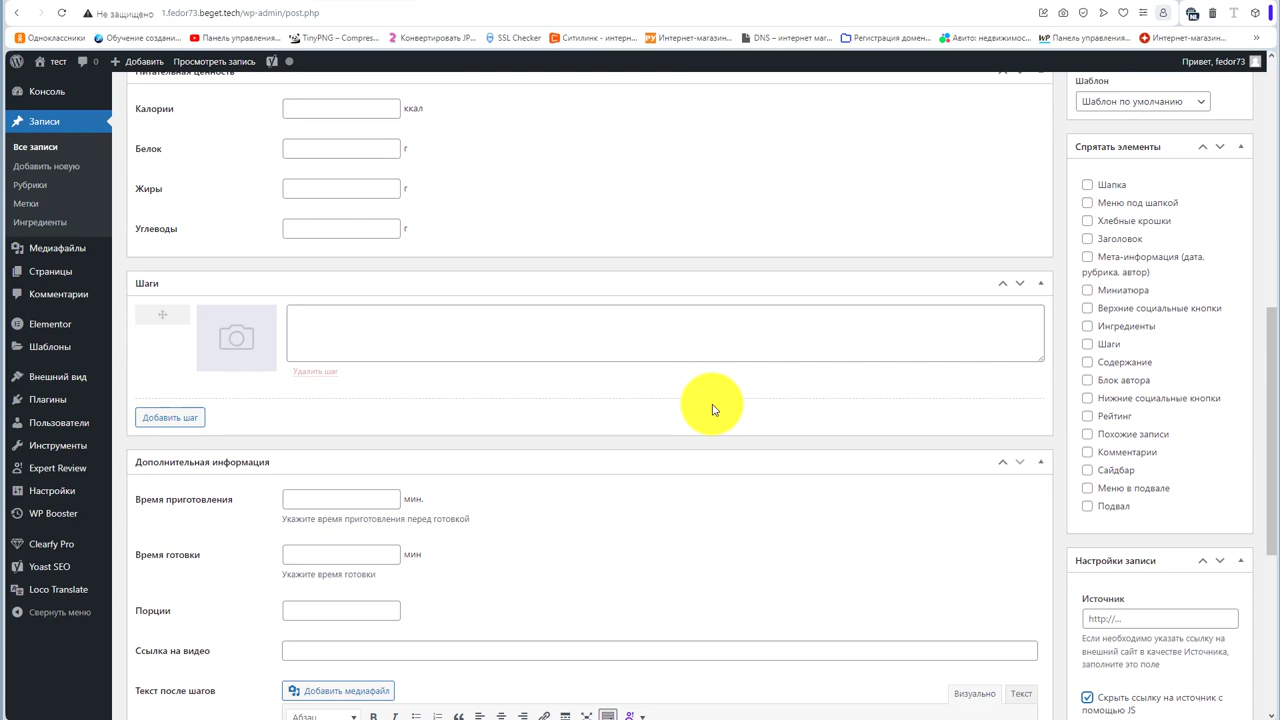 Не защищено 1.fedor73.beget.tech/wp-admin/post.php
Одноклассники Обучение создани... Панель управления... TinyPNG – Compres... Конвертировать JP... SSL Checker Ситилинк - интерн... Интернет-магазин... DNS – интернет маг... Регистрация домен... Авито: недвижимос... Панель управления... Интернет-магазин...
тест 0 Добавить Просмотреть запись Привет, fedor73
Консоль
Записи
Все записи
Добавить новую
Рубрики
Метки
Ингредиенты
Медиафайлы
Страницы
Комментарии
Elementor
Шаблоны
Внешний вид
Плагины
Пользователи
Инструменты
Expert Review
Настройки
WP Booster
Clearfy Pro
Yoast SEO
Loco Translate
Свернуть меню
Питательная ценность
Калории ккал
Белок г
Жиры г
Углеводы г
Шаги
Удалить шаг
Добавить шаг
Дополнительная информация
Время приготовления мин.
Укажите время приготовления перед готовкой
Время готовки мин
Укажите время готовки
Порции
Ссылка на видео
Текст после шагов Добавить медиафайл Визуально Текст
Абзац
Шаблон
Шаблон по умолчанию
Спрятать элементы
Шапка
Меню под шапкой
Хлебные крошки
Заголовок
Мета-информация (дата,
рубрика, автор)
Миниатюра
Верхние социальные кнопки
Ингредиенты
Шаги
Содержание
Блок автора
Нижние социальные кнопки
Рейтинг
Похожие записи
Комментарии
Сайдбар
Меню в подвале
Подвал
Настройки записи
Источник
http://...
Если необходимо указать ссылку на
внешний сайт в качестве Источника,
заполните это поле
Скрыть ссылку на источник с
помощью JS